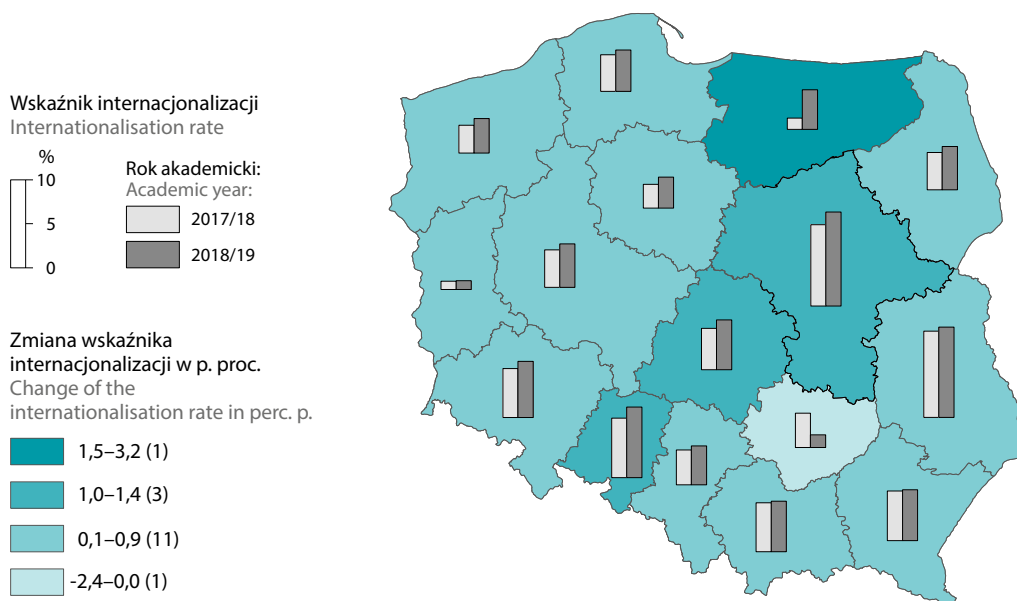 Wskaźnik internacjonalizacji
Internationalisation rate
%
10
5
0
Rok akademicki:
Academic year:
2017/18
2018/19
Zmiana wskaźnika
internacjonalizacji w p. proc.
Change of the
internationalisation rate in perc. p.
1,5–3,2 (1)
1,0–1,4 (3)
0,1–0,9 (11)
-2,4–0,0 (1)